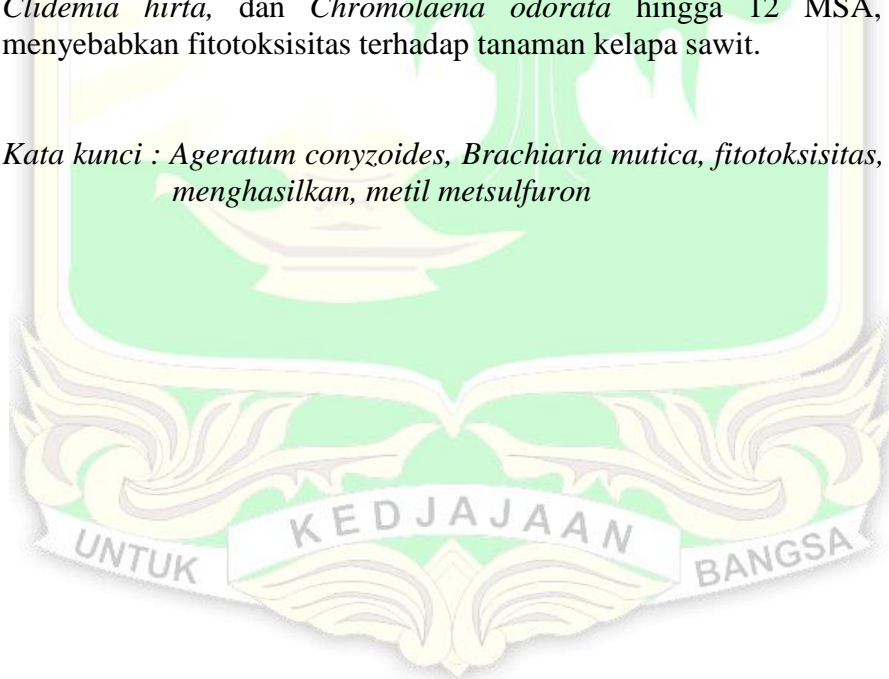 Clidemia hirta, dan Chromolaena odorata hingga 12 MSA,
menyebabkan fitotoksisitas terhadap tanaman kelapa sawit.
Kata kunci : Ageratum conyzoides, Brachiaria mutica, fitotoksisitas,
menghasilkan, metil metsulfuron
UNTUK KEDJAJAAN BANGSA